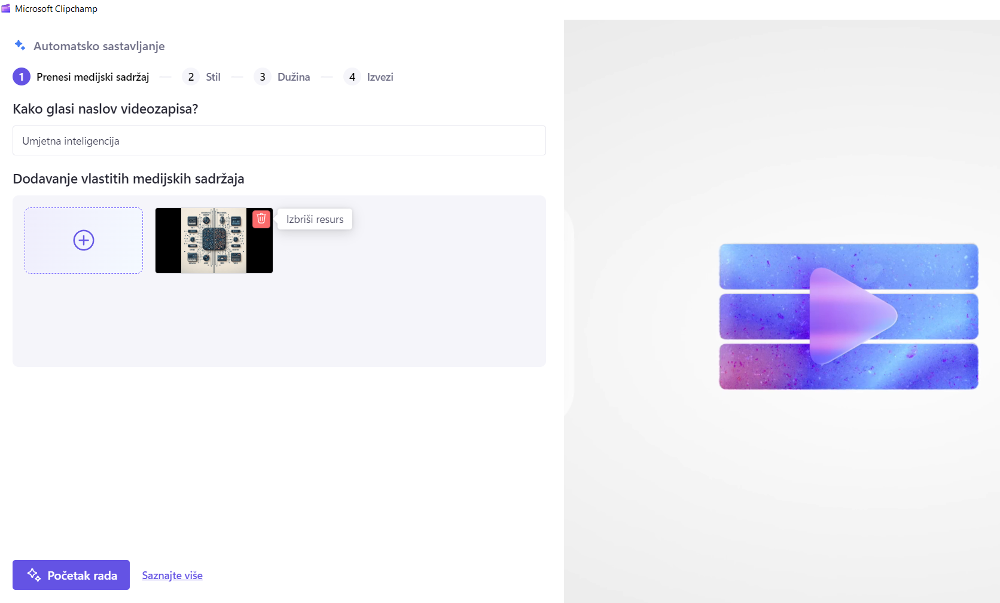 Microsoft Clipchamp
Automatsko sastavljanje
1 Prenesi medijski sadržaj 2 Stil 3 Dužina 4 Izvezi
Kako glasi naslov videozapisa?
Umjetna inteligencija
Dodavanje vlastitih medijskih sadržaja
Izbriši resurs
Početak rada Saznajte više